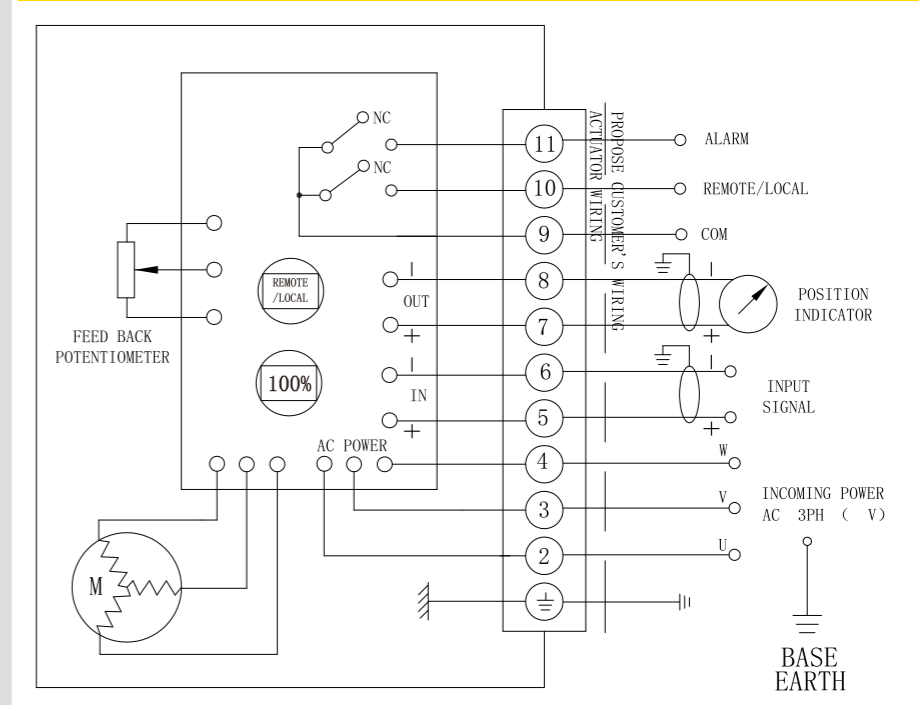 NC
NC
REMOTE
/LOCAL
100%
OUT
−
+
IN
−
+
AC POWER
FEED BACK
POTENTIOMETER
M
11
10
9
8
7
6
5
4
3
2
ACTUATOR WIRING
PROPOSE CUSTOMER'S WIRING
ALARM
REMOTE/LOCAL
COM
−
+
POSITION
INDICATOR
−
+
INPUT
SIGNAL
W
V
U
INCOMING POWER
AC 3PH ( V)
BASE
EARTH